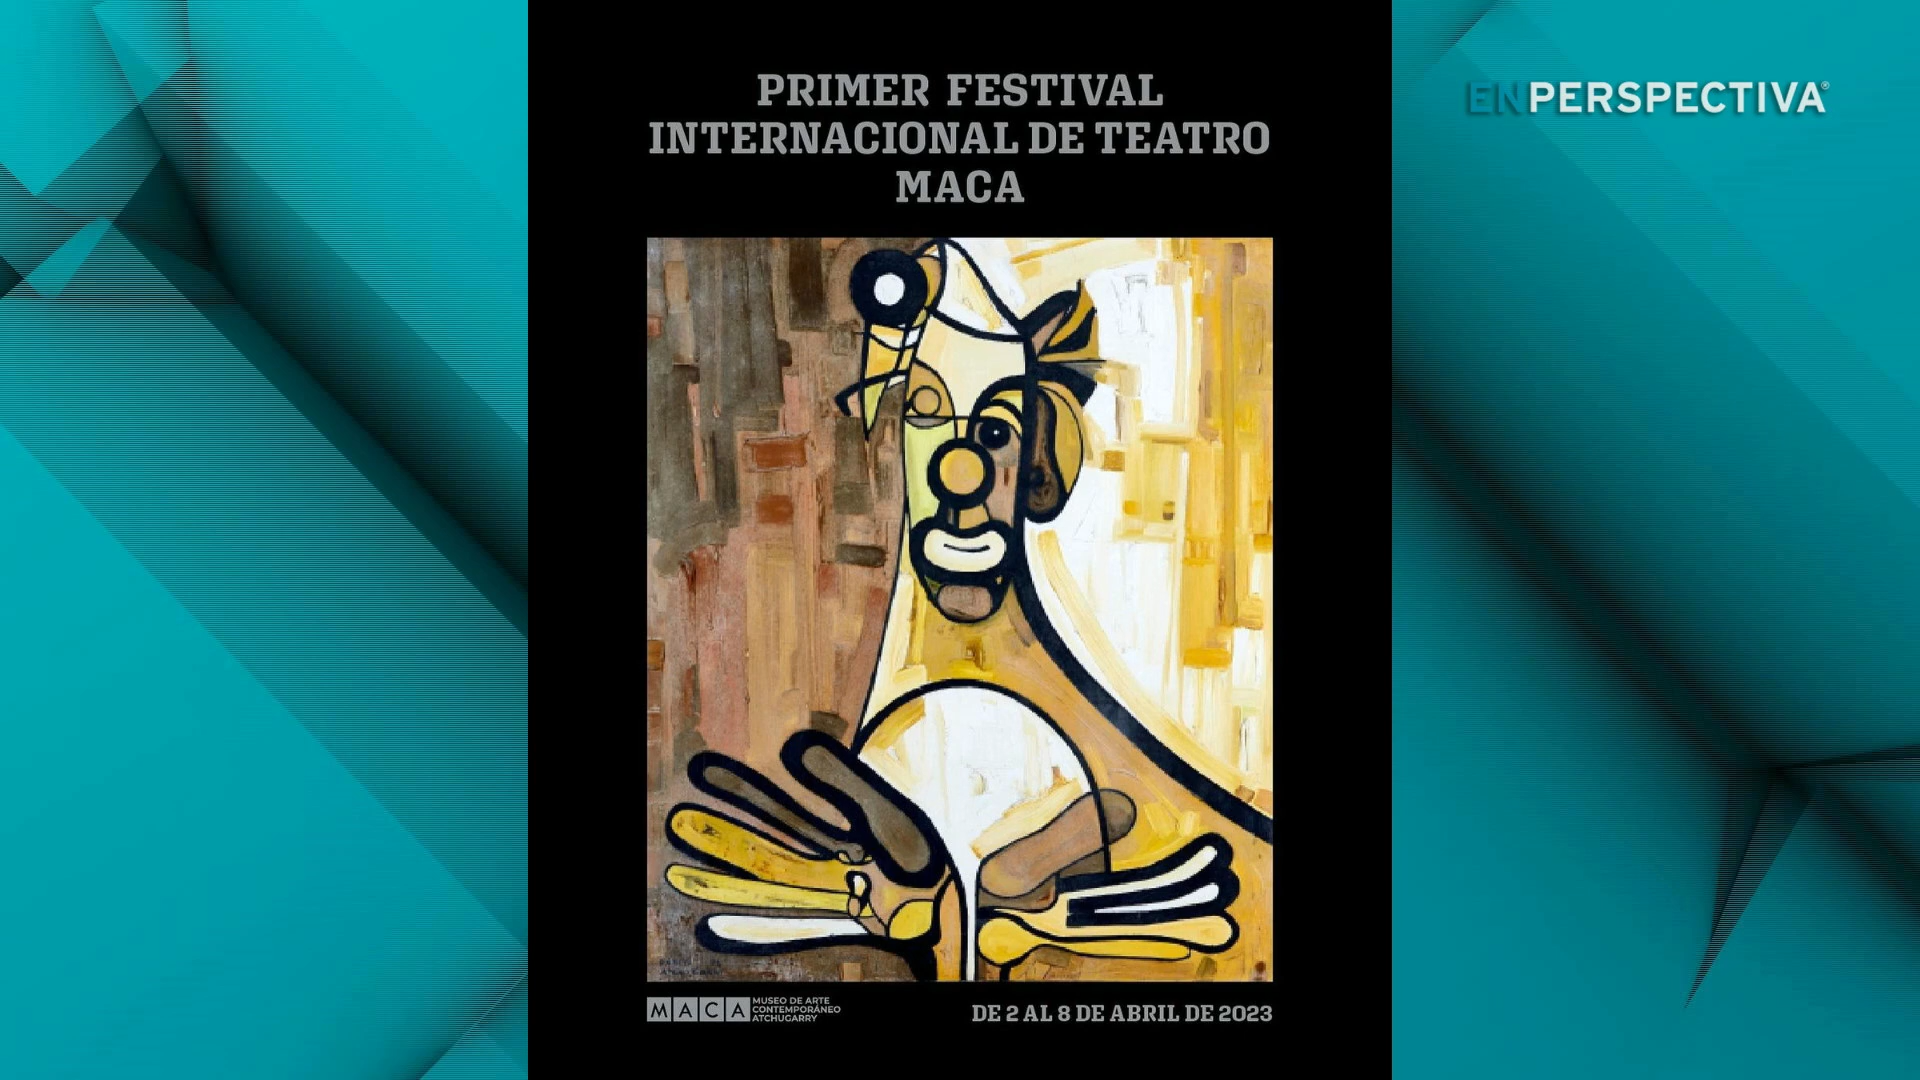 PRIMER FESTIVAL
INTERNACIONAL DE TEATRO
MACA
ENPERSPECTIVA®
MACA
MUSEO DE ARTE
CONTEMPORÁNEO
ATCHUGARRY
DE 2 AL 8 DE ABRIL DE 2023